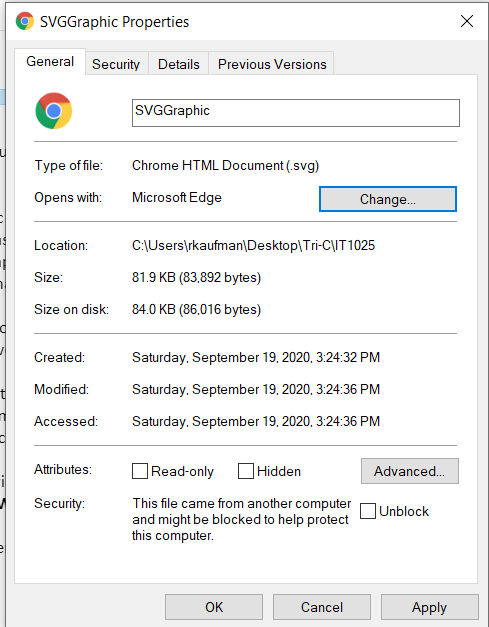 SVGGraphic Properties
General Security Details Previous Versions
SVGGraphic
Type of file: Chrome HTML Document (.svg)
Opens with: Microsoft Edge Change...
Location: C:\Users\rkaufman\Desktop\Tri-C\IT1025
Size: 81.9 KB (83,892 bytes)
Size on disk: 84.0 KB (86,016 bytes)
Created: Saturday, September 19, 2020, 3:24:32 PM
Modified: Saturday, September 19, 2020, 3:24:36 PM
Accessed: Saturday, September 19, 2020, 3:24:36 PM
Attributes: Read-only Hidden Advanced...
Security: This file came from another computer
and might be blocked to help protect Unblock
this computer.
OK Cancel Apply